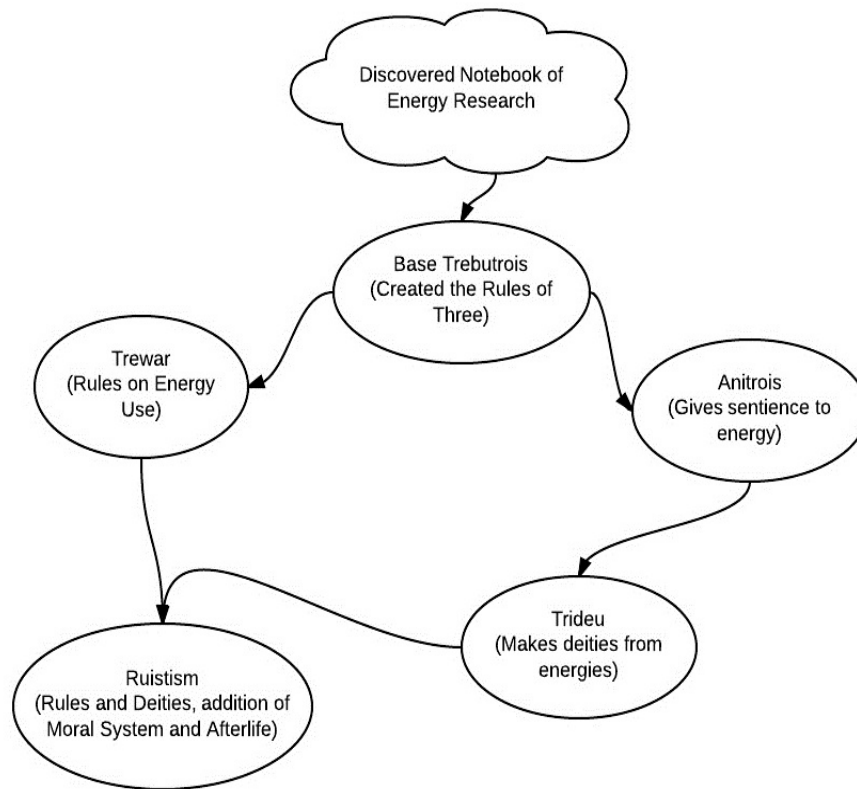 Discovered Notebook of
Energy Research
Base Trebutrois
(Created the Rules of
Three)
Trewar
(Rules on Energy
Use)
Anitrois
(Gives sentience to
energy)
Trideu
(Makes deities from
energies)
Ruistism
(Rules and Deities, addition of
Moral System and Afterlife)